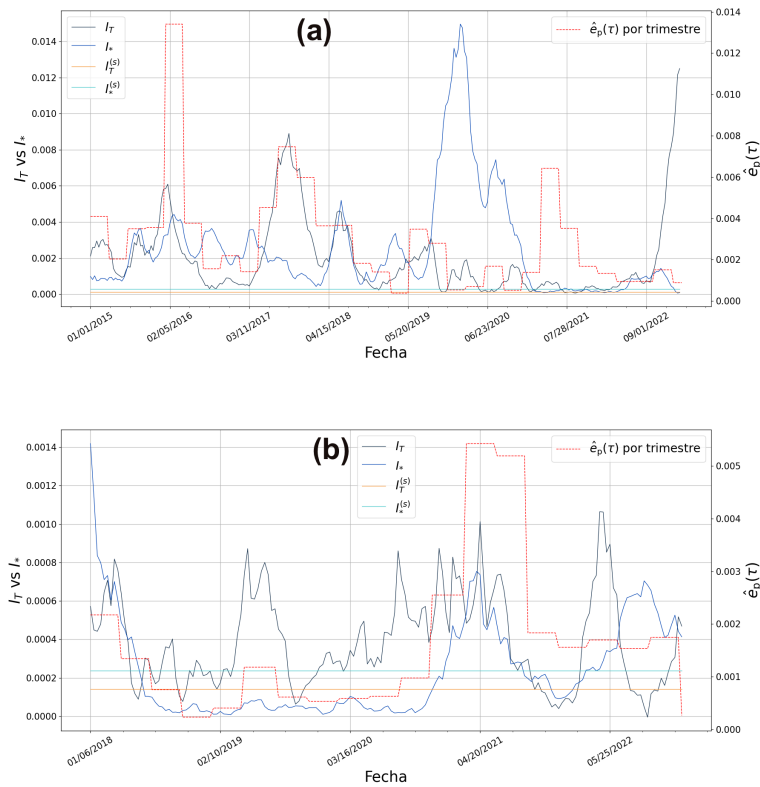 (a)
I_T
I_*
I_T^(s)
I_*^(s)
ê_p(τ) por trimestre
0.014
0.012
0.010
0.008
0.006
0.004
0.002
0.000
I_T vs I_*
0.014
0.012
0.010
0.008
0.006
0.004
0.002
0.000
ê_p(τ)
01/01/2015
02/05/2016
03/11/2017
04/15/2018
05/20/2019
06/23/2020
07/28/2021
09/01/2022
Fecha
(b)
I_T
I_*
I_T^(s)
I_*^(s)
ê_p(τ) por trimestre
0.0014
0.0012
0.0010
0.0008
0.0006
0.0004
0.0002
0.0000
I_T vs I_*
0.005
0.004
0.003
0.002
0.001
0.000
ê_p(τ)
01/06/2018
02/10/2019
03/16/2020
04/20/2021
05/25/2022
Fecha